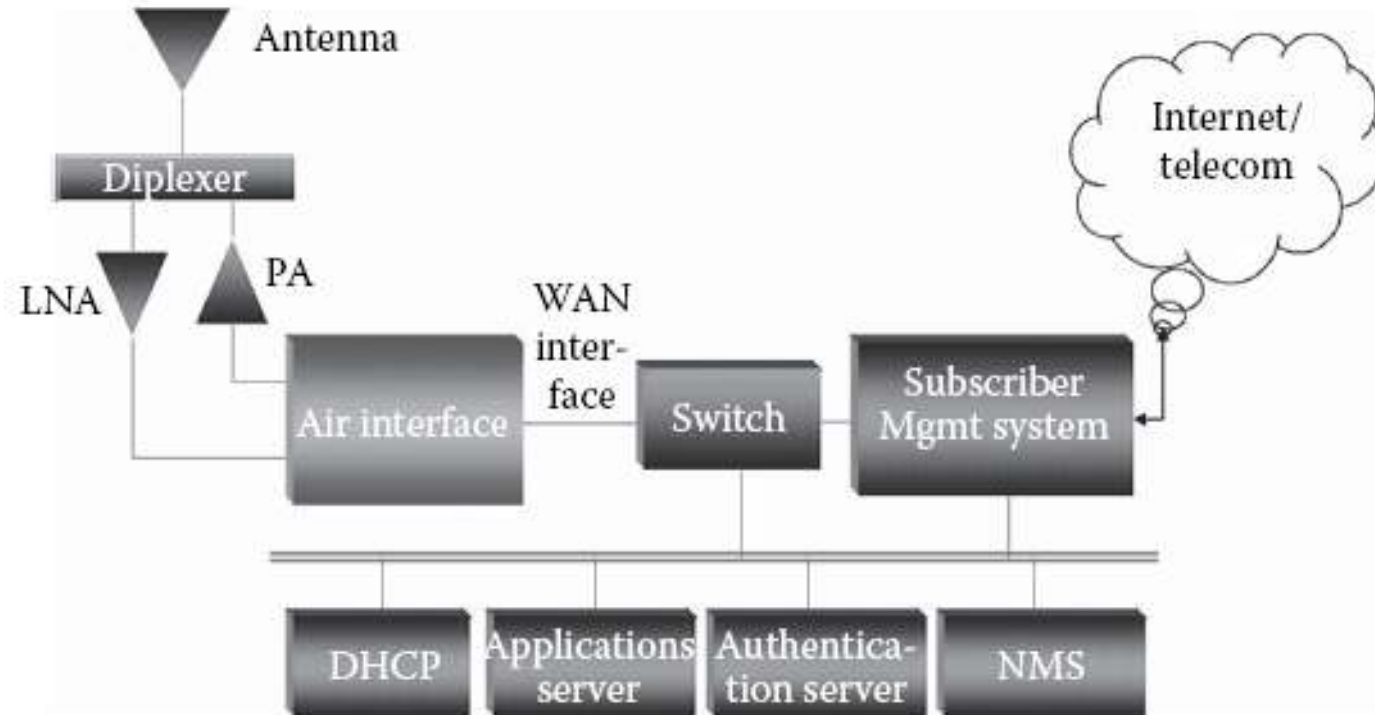 Antenna
Internet/
telecom
Diplexer
LNA
PA
WAN
inter-
face
Air interface
Switch
Subscriber
Mgmt system
DHCP
Applications
server
Authentica-
tion server
NMS